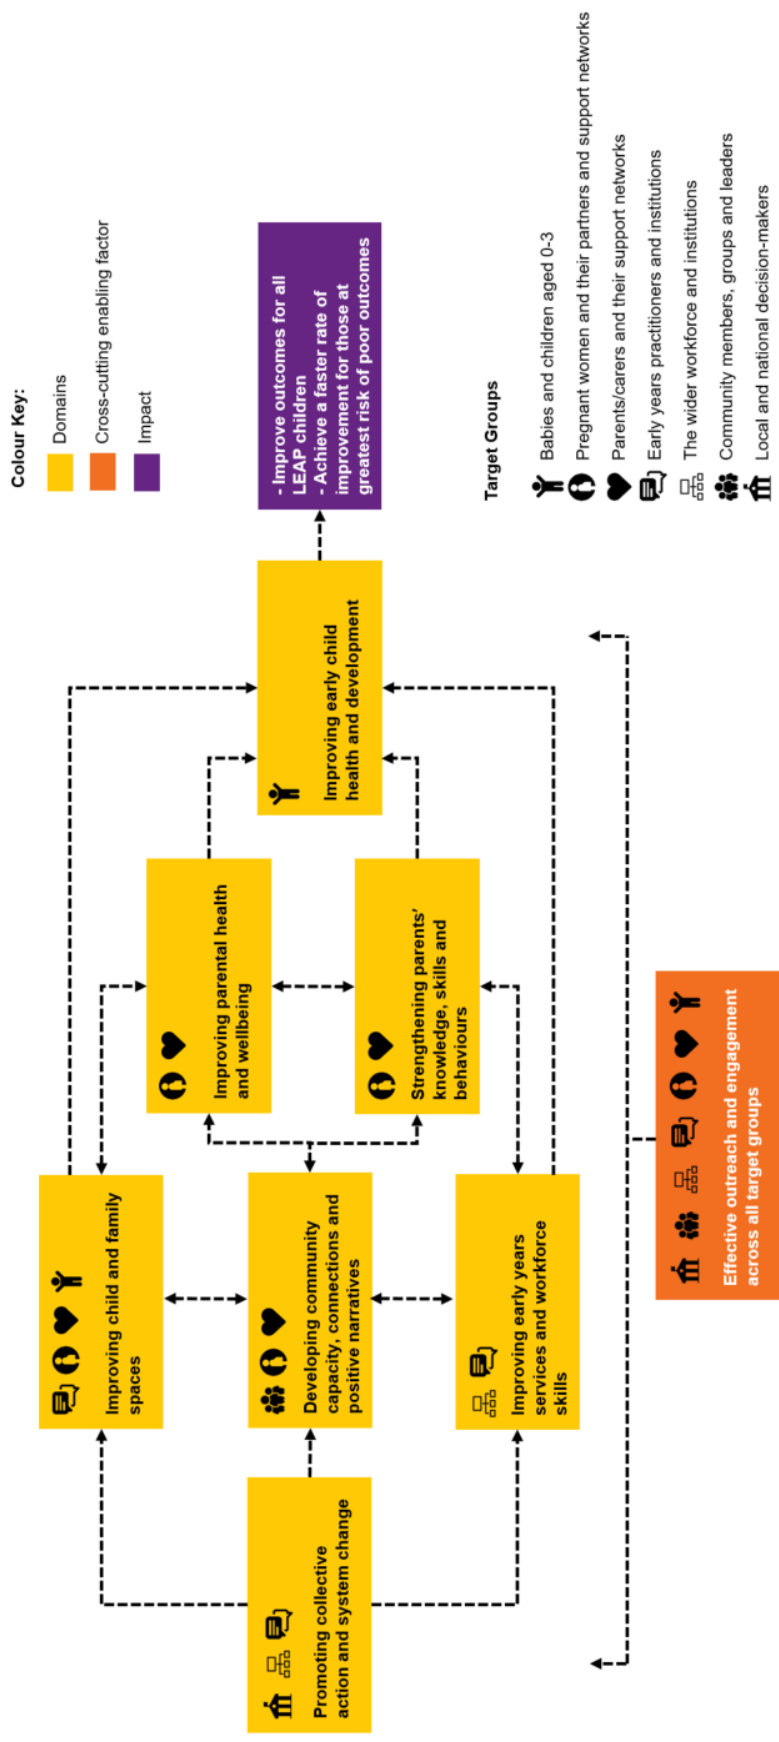 Colour Key:
Domains
Cross-cutting enabling factor
Impact
Promoting collective
action and system change
Improving child and family
spaces
Developing community
capacity, connections and
positive narratives
Improving early years
services and workforce
skills
Improving parental health
and wellbeing
Strengthening parents’
knowledge, skills and
behaviours
Improving early child
health and development
- Improve outcomes for all
LEAP children
- Achieve a faster rate of
improvement for those at
greatest risk of poor outcomes
Effective outreach and engagement
across all target groups
Target Groups
Babies and children aged 0-3
Pregnant women and their partners and support networks
Parents/carers and their support networks
Early years practitioners and institutions
The wider workforce and institutions
Community members, groups and leaders
Local and national decision-makers